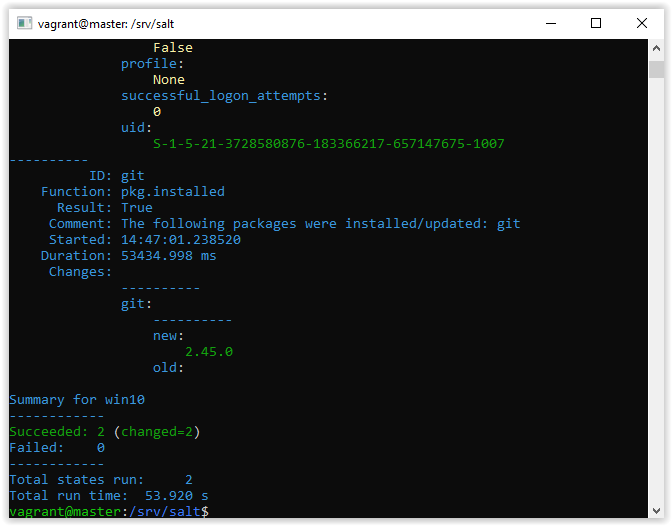 vagrant@master: /srv/salt
False
profile:
None
successful_logon_attempts:
0
uid:
S-1-5-21-3728580876-183366217-657147675-1007
----------
ID: git
Function: pkg.installed
Result: True
Comment: The following packages were installed/updated: git
Started: 14:47:01.238520
Duration: 53434.998 ms
Changes:
----------
git:
----------
new:
2.45.0
old:
Summary for win10
------------
Succeeded: 2 (changed=2)
Failed:    0
------------
Total states run:     2
Total run time:  53.920 s
vagrant@master:/srv/salt$